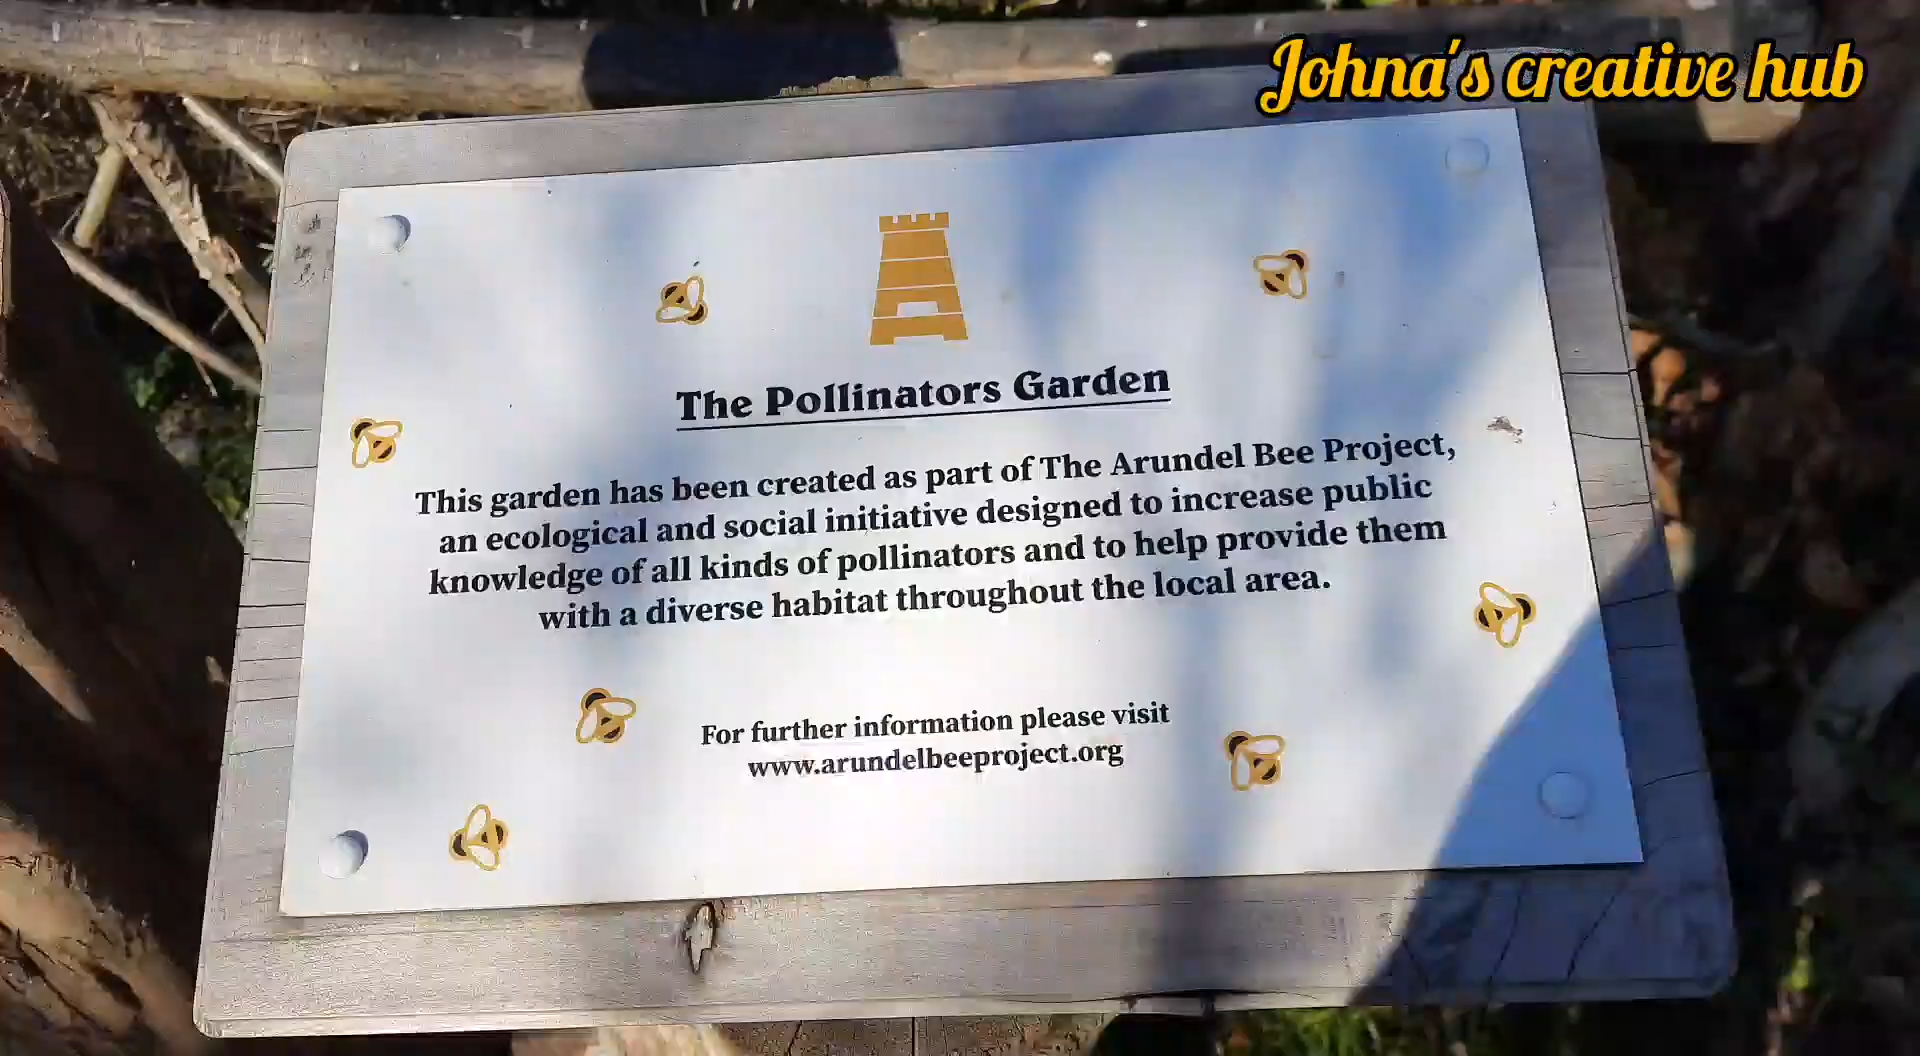 Johna's creative hub
The Pollinators Garden
This garden has been created as part of The Arundel Bee Project,
an ecological and social initiative designed to increase public
knowledge of all kinds of pollinators and to help provide them
with a diverse habitat throughout the local area.
For further information please visit
www.arundelbeeproject.org